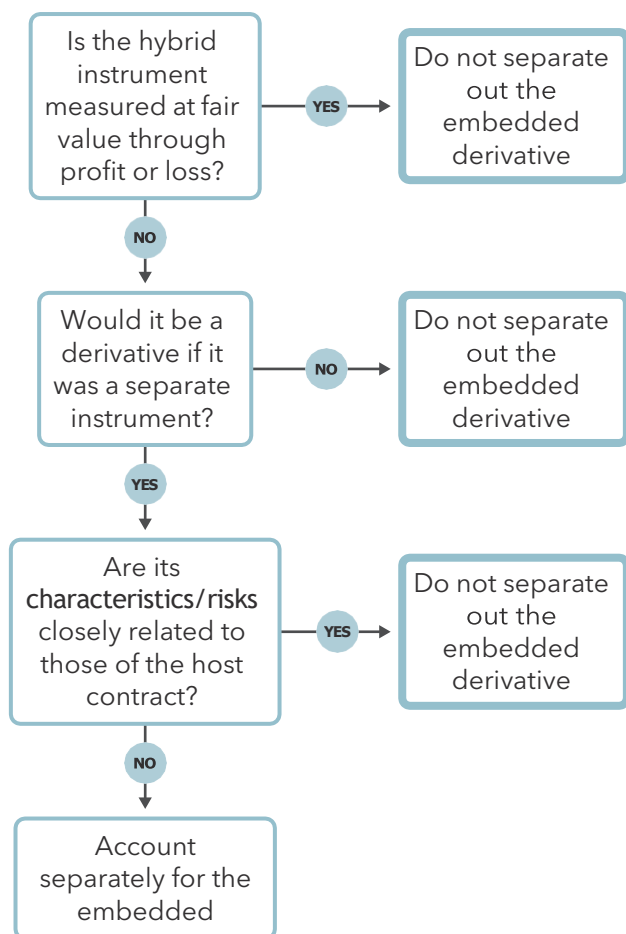 Is the hybrid
instrument
measured at fair
value through
profit or loss?
YES
Do not separate
out the
embedded
derivative
NO
Would it be a
derivative if it
was a separate
instrument?
NO
Do not separate
out the
embedded
derivative
YES
Are its
characteristics/risks
closely related to
those of the host
contract?
YES
Do not separate
out the
embedded
derivative
NO
Account
separately for the
embedded